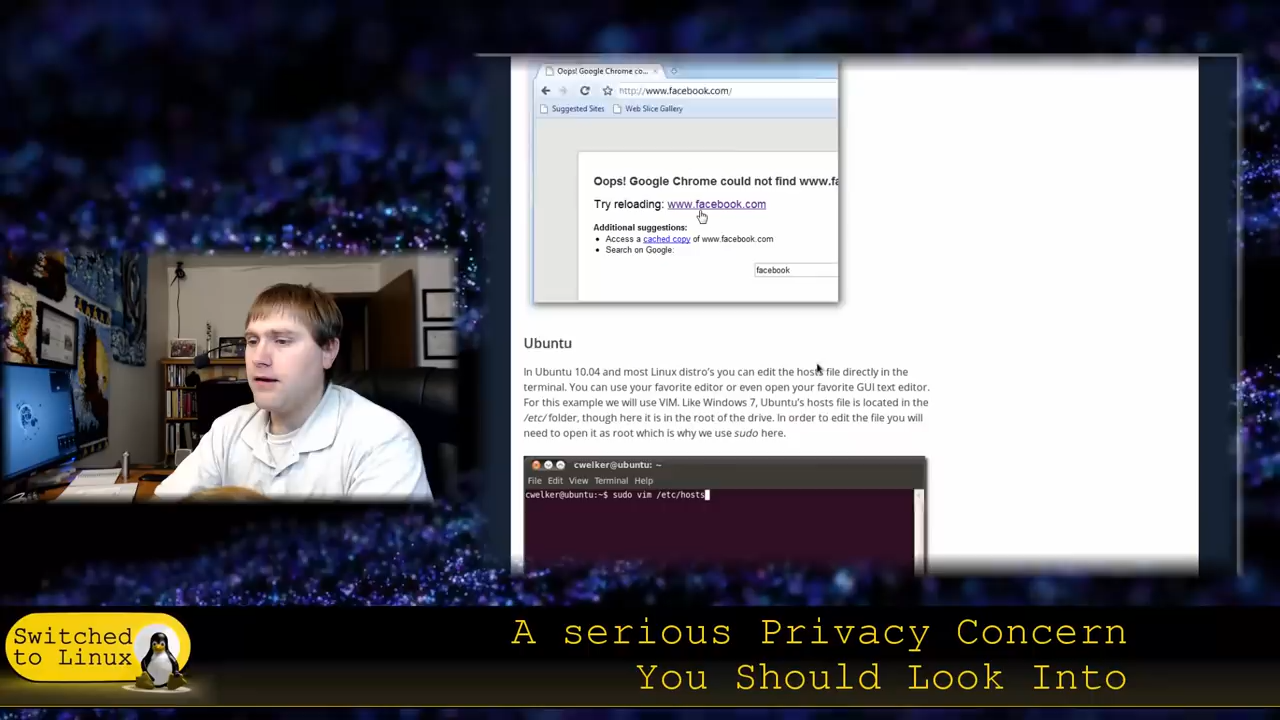 Oops! Google Chrome co...
http://www.facebook.com/
Suggested Sites
Web Slice Gallery
Oops! Google Chrome could not find www.fa
Try reloading: www.facebook.com
Additional suggestions:
Access a cached copy of www.facebook.com
Search on Google:
facebook
Ubuntu
In Ubuntu 10.04 and most Linux distro's you can edit the hosts file directly in the
terminal. You can use your favorite editor or even open your favorite GUI text editor.
For this example we will use VIM. Like Windows 7, Ubuntu's hosts file is located in the
/etc/ folder, though here it is in the root of the drive. In order to edit the file you will
need to open it as root which is why we use sudo here.
cwelker@ubuntu: ~
File Edit View Terminal Help
cwelker@ubuntu:~$ sudo vim /etc/hosts
Switched
to Linux
A serious Privacy Concern
You Should Look Into